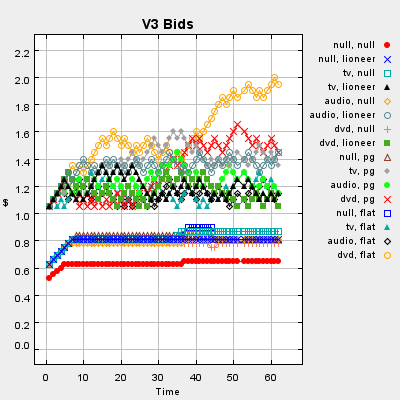 V3 Bids
2.2
2.0
1.8
1.6
1.4
1.2
$
1.0
0.8
0.6
0.4
0.2
0.0
0 10 20 30 40 50 60
Time
null, null
null, lioneer
tv, null
tv, lioneer
audio, null
audio, lioneer
dvd, null
dvd, lioneer
null, pg
tv, pg
audio, pg
dvd, pg
null, flat
tv, flat
audio, flat
dvd, flat